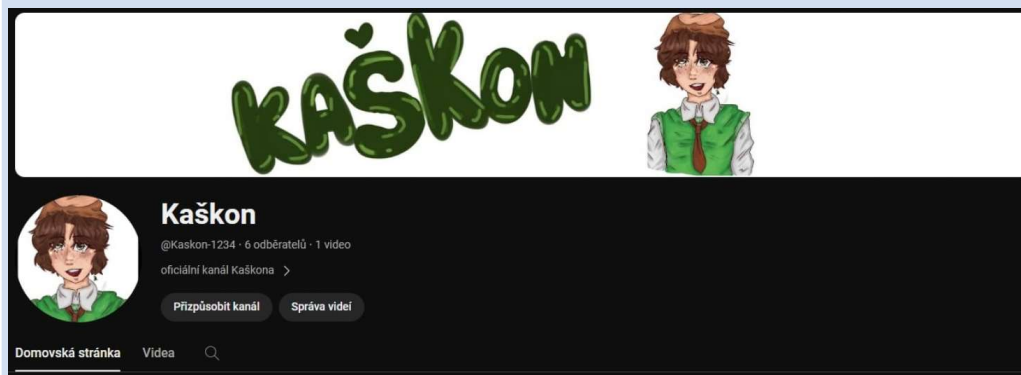 KAŠKON
Kaškon
@Kaskon-1234 · 6 odběratelů · 1 video
oficiální kanál Kaškona >
Přizpůsobit kanál Správa videí
Domovská stránka Videa